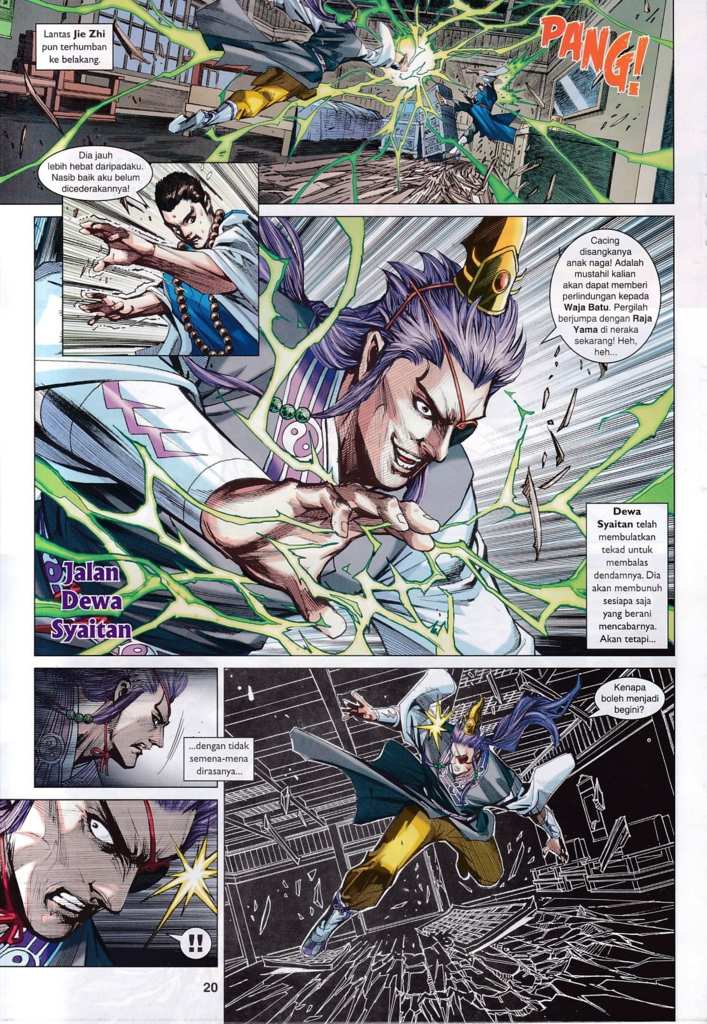 Lantas Jie Zhi
pun terhumban
ke belakang.
PANG!
Dia jauh
lebih hebat daripadaku.
Nasib baik aku belum
dicederakannya!
Cacing
disangkanya
anak naga! Adalah
mustahil kalian
akan dapat memberi
perlindungan kepada
Waja Batu. Pergilah
berjumpa dengan Raja
Yama di neraka
sekarang! Heh,
heh...
Dewa
Syaitan telah
membulatkan
tekad untuk
membalas
dendamnya. Dia
akan membunuh
sesiapa saja
yang berani
mencabarnya.
Akan tetapi...
Jalan
Dewa
Syaitan
...dengan tidak
semena-mena
dirasanya...
Kenapa
boleh menjadi
begini?
!!
20